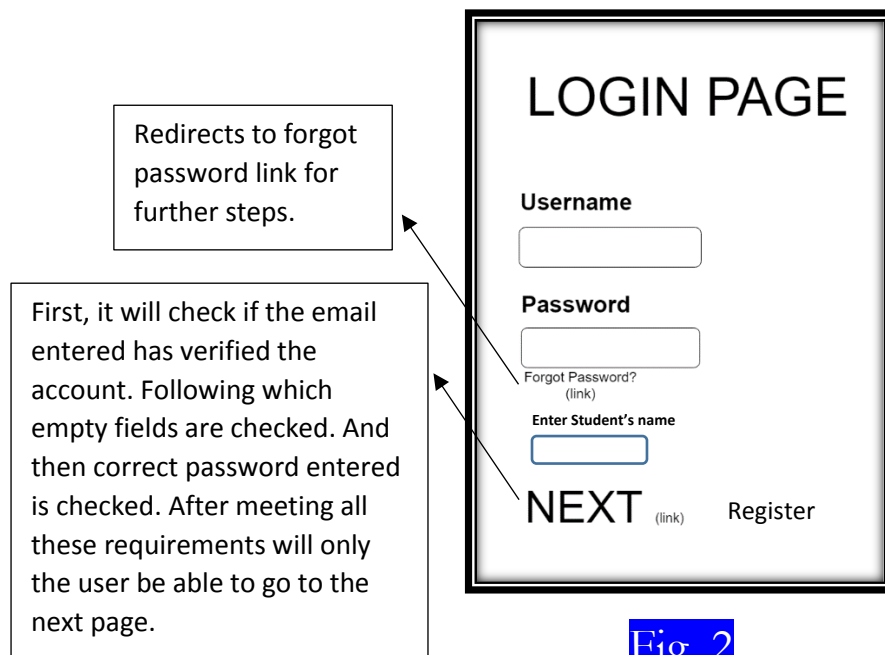 Redirects to forgot
password link for
further steps.
First, it will check if the email
entered has verified the
account. Following which
empty fields are checked. And
then correct password entered
is checked. After meeting all
these requirements will only
the user be able to go to the
next page.
LOGIN PAGE
Username
Password
Forgot Password?
(link)
Enter Student’s name
NEXT (link) Register
Fig. 2